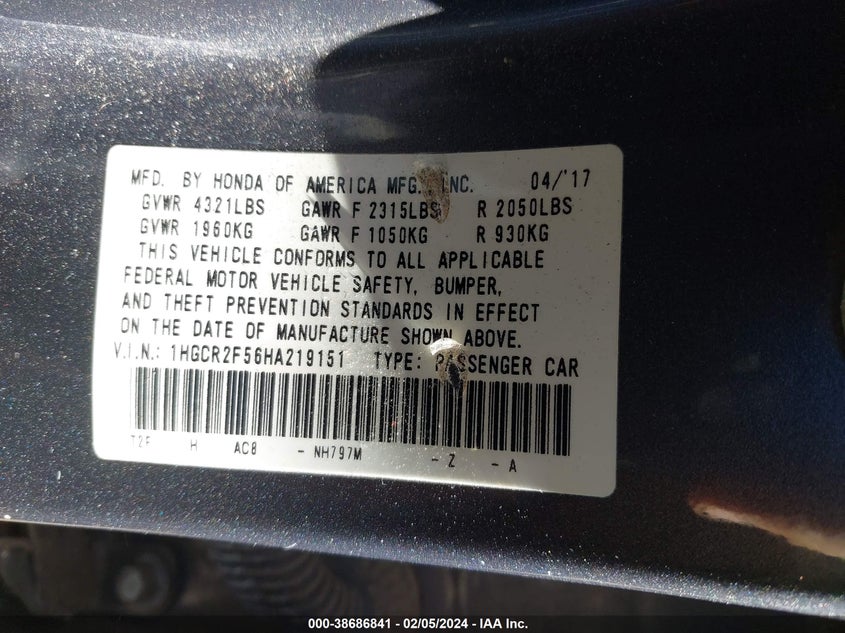 MFD. BY HONDA OF AMERICA MFG. INC. 04/'17
GVWR 4321LBS GAWR F 2315LBS R 2050LBS
GVWR 1960KG GAWR F 1050KG R 930KG
THIS VEHICLE CONFORMS TO ALL APPLICABLE
FEDERAL MOTOR VEHICLE SAFETY, BUMPER,
AND THEFT PREVENTION STANDARDS IN EFFECT
ON THE DATE OF MANUFACTURE SHOWN ABOVE.
V.I.N.: 1HGCR2F56HA219151 TYPE: PASSENGER CAR
T2F H AC8 - NH797M - Z - A
000-38686841 / 02/05/2024 - IAA Inc.